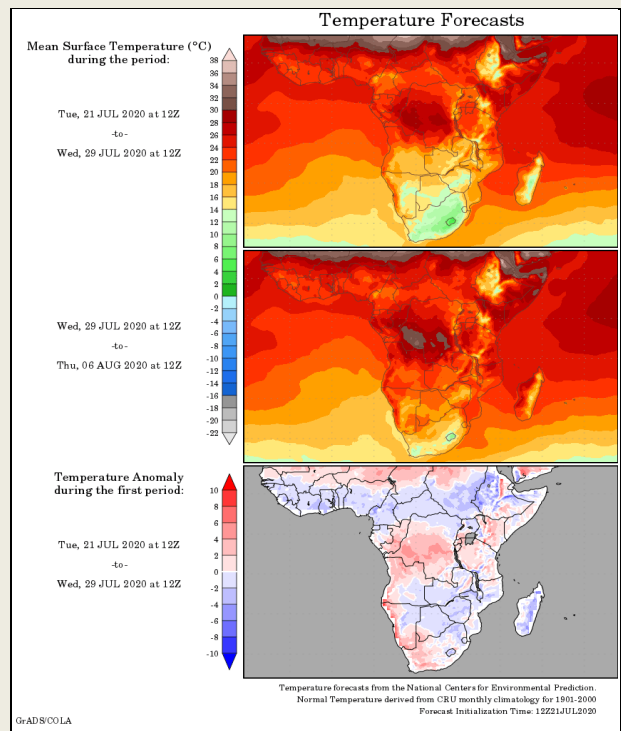 Temperature Forecasts
Mean Surface Temperature (°C)
during the period:
38
36
34
32
30
28
26
24
22
20
18
16
14
12
10
8
6
4
2
0
-2
-4
-6
-8
-10
-12
-14
-16
-18
-20
-22
Tue, 21 JUL 2020 at 12Z
-to-
Wed, 29 JUL 2020 at 12Z
Wed, 29 JUL 2020 at 12Z
-to-
Thu, 06 AUG 2020 at 12Z
Temperature Anomaly
during the first period:
10
8
6
4
2
0
-2
-4
-6
-8
-10
Tue, 21 JUL 2020 at 12Z
-to-
Wed, 29 JUL 2020 at 12Z
Temperature forecasts from the National Centers for Environmental Prediction.
Normal Temperature derived from CRU monthly climatology for 1901-2000
Forecast Initialization Time: 12Z21JUL2020
GrADS/COLA